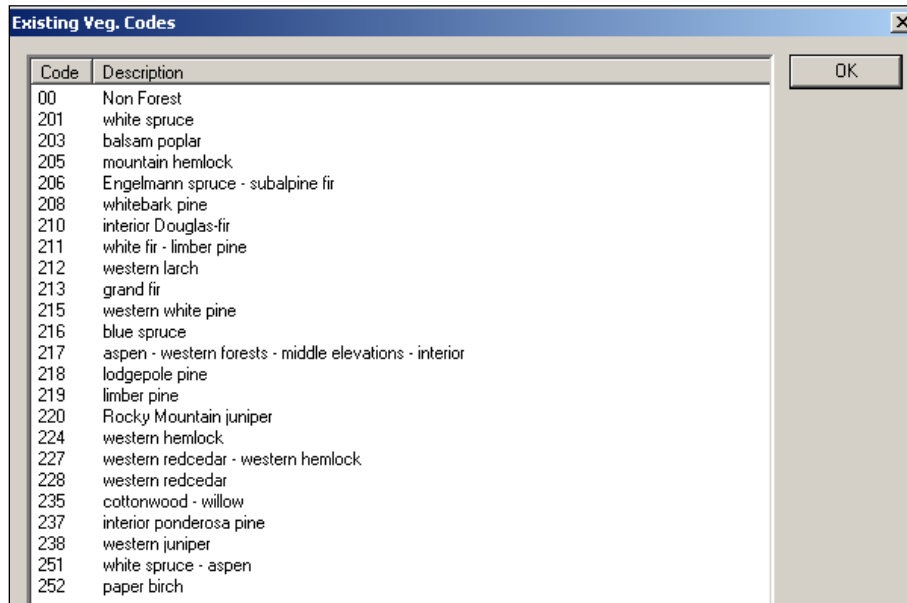 Existing Veg. Codes
Code Description
OK
00 Non Forest
201 white spruce
203 balsam poplar
205 mountain hemlock
206 Engelmann spruce - subalpine fir
208 whitebark pine
210 interior Douglas-fir
211 white fir - limber pine
212 western larch
213 grand fir
215 western white pine
216 blue spruce
217 aspen - western forests - middle elevations - interior
218 lodgepole pine
219 limber pine
220 Rocky Mountain juniper
224 western hemlock
227 western redcedar - western hemlock
228 western redcedar
235 cottonwood - willow
237 interior ponderosa pine
238 western juniper
251 white spruce - aspen
252 paper birch